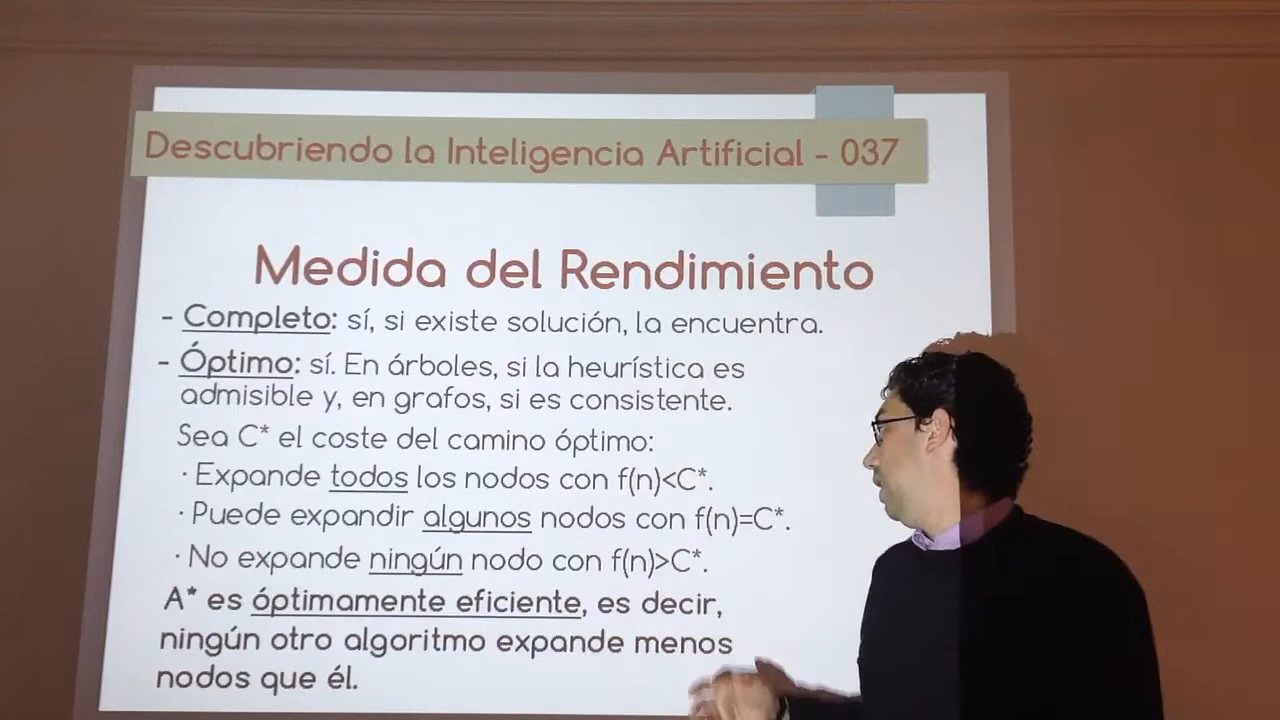 Descubriendo la Inteligencia Artificial - 037
Medida del Rendimiento
- Completo: sí, si existe solución, la encuentra.
- Óptimo: sí. En árboles, si la heurística es
admisible y, en grafos, si es consistente.
Sea C* el coste del camino óptimo:
· Expande todos los nodos con f(n)<C*.
· Puede expandir algunos nodos con f(n)=C*.
· No expande ningún nodo con f(n)>C*.
A* es óptimamente eficiente, es decir,
ningún otro algoritmo expande menos
nodos que él.